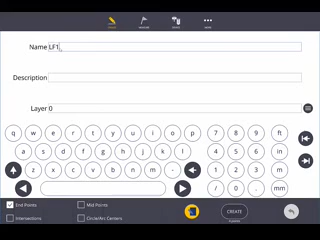 Name LF1
Description
Layer 0
q w e r t y u i o p 7 8 9 ft
a s d f g h j k l 4 5 6 in
z x c v b n m - 1 2 3 m
/ 0 . mm
End Points Mid Points
Intersections Circle/Arc Centers
CREATE